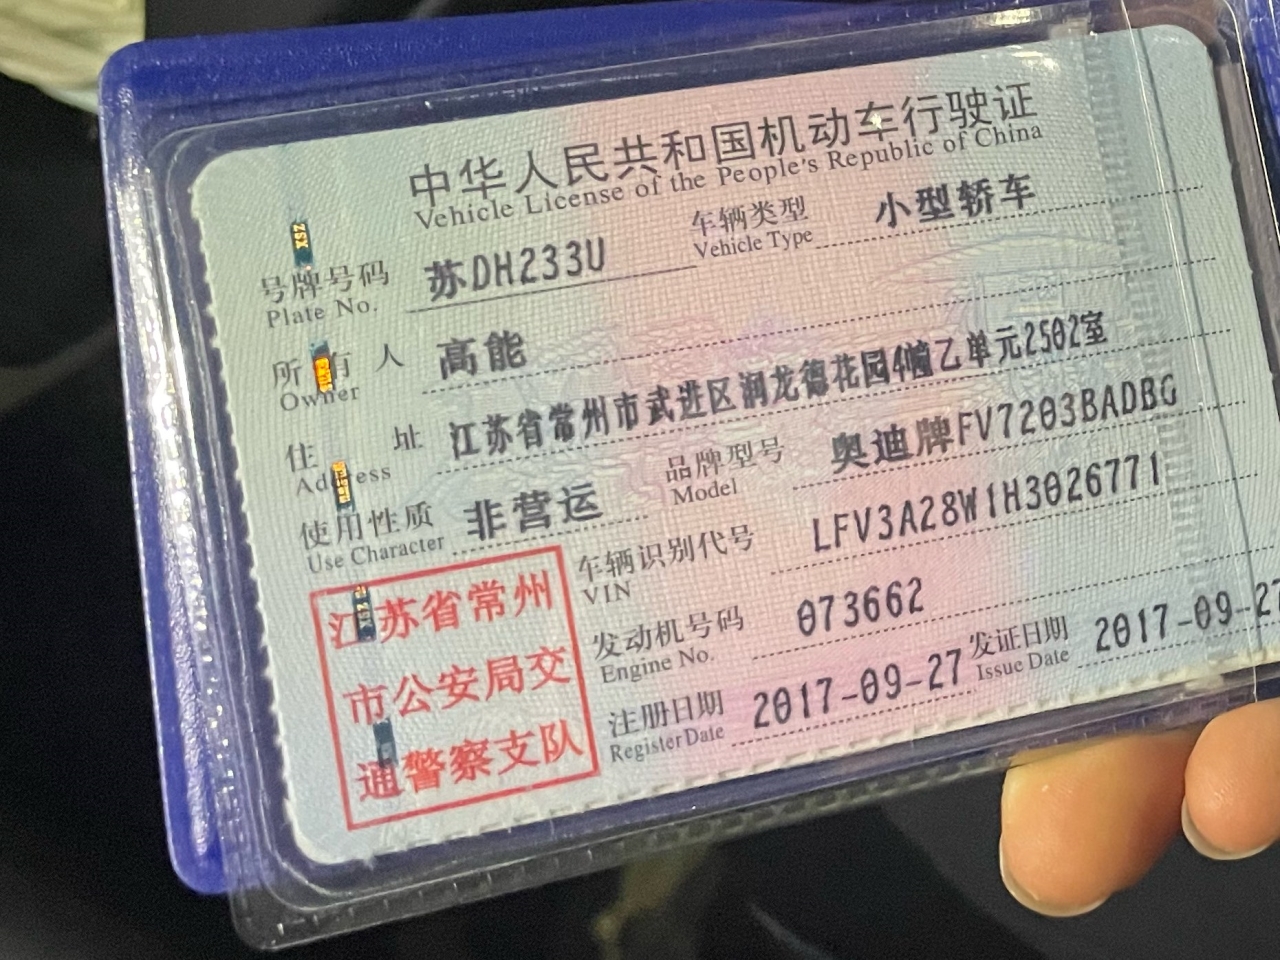 中华人民共和国机动车行驶证
Vehicle License of the People's Republic of China
号牌号码 苏DH233U 车辆类型 小型轿车
Plate No. Vehicle Type
所有人 高能
Owner
住址 江苏省常州市武进区润龙德花园4幢乙单元2502室
Address
使用性质 非营运 品牌型号 奥迪牌FV7203BADBG
Use Character Model
车辆识别代号 LFV3A28W1H3026771
VIN
发动机号码 073662
Engine No.
注册日期 2017-09-27 发证日期 2017-09-27
Register Date Issue Date
江苏省常州
市公安局交
通警察支队
XSZ